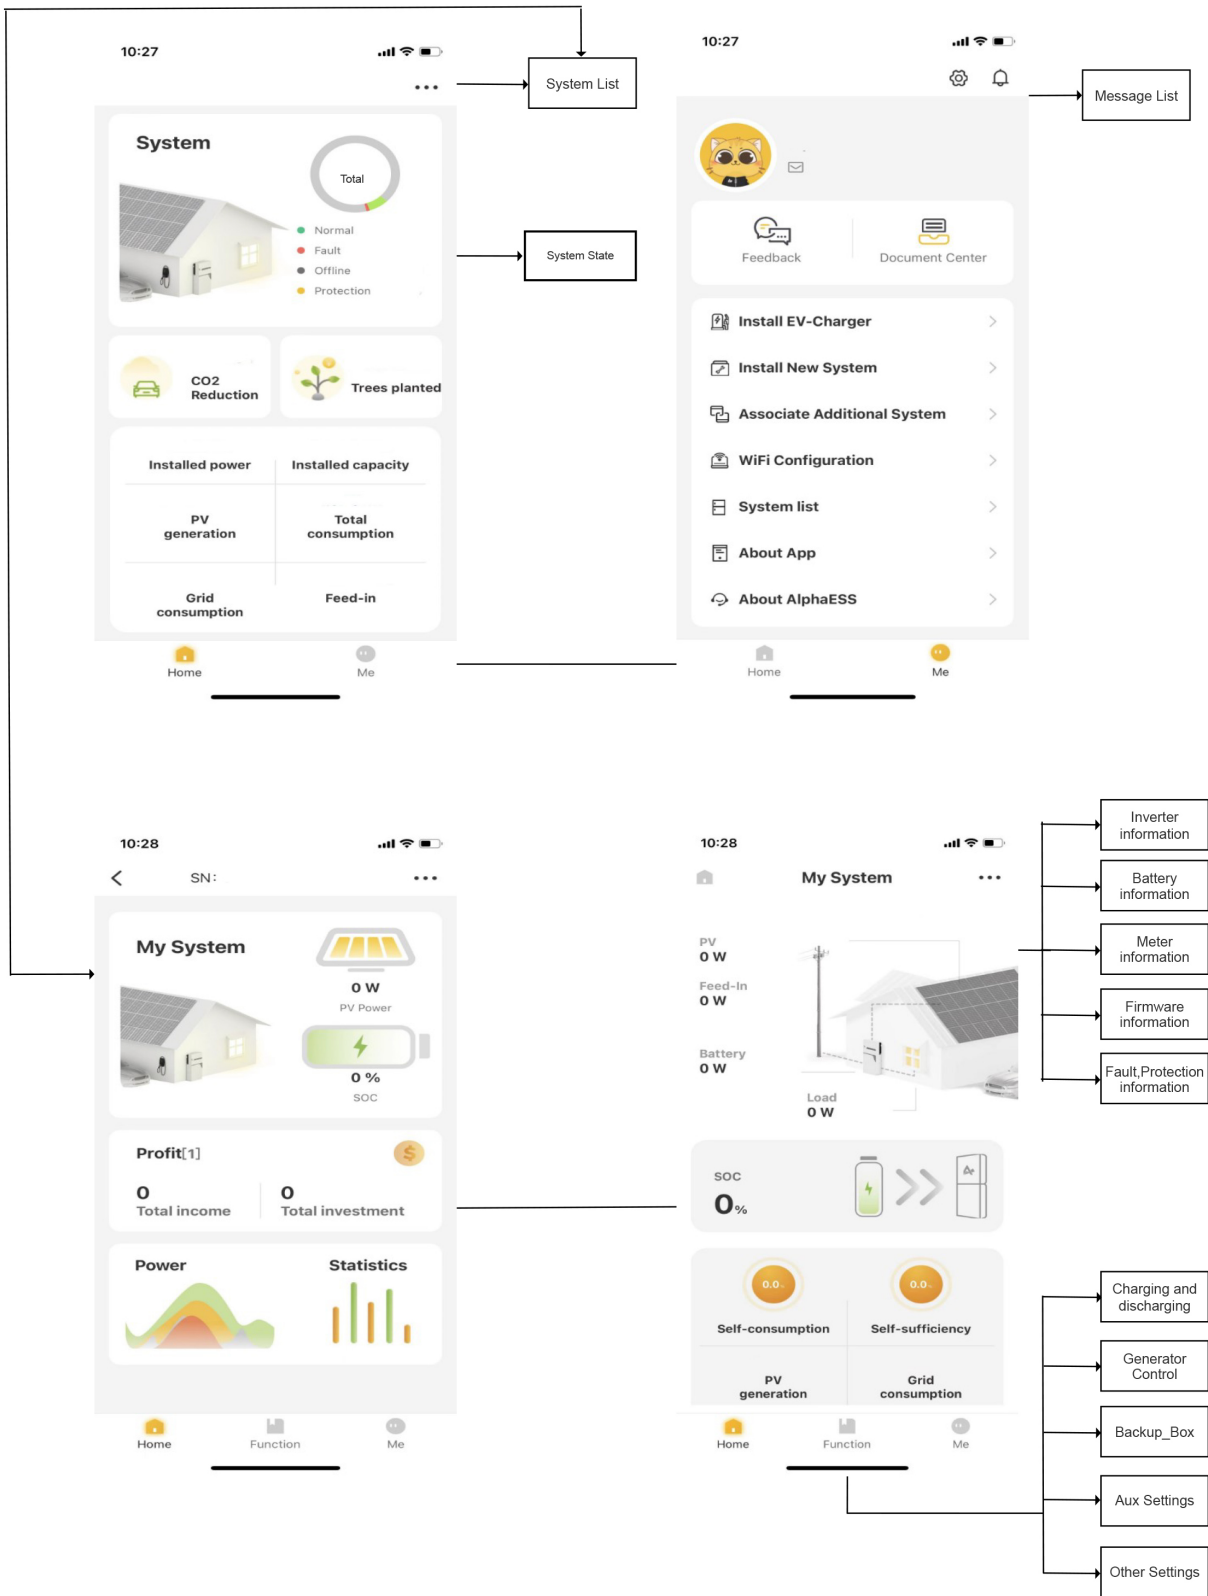 10:27
System List
System
Total
Normal
Fault
Offline
Protection
System State
CO2
Reduction
Trees planted
Installed power
Installed capacity
PV
generation
Total
consumption
Grid
consumption
Feed-in
Home
Me
10:27
Message List
Feedback
Document Center
Install EV-Charger
Install New System
Associate Additional System
WiFi Configuration
System list
About App
About AlphaESS
Home
Me
10:28
SN:
My System
0 W
PV Power
0 %
SOC
Profit[1]
$
0
Total income
0
Total investment
Power
Statistics
Home
Function
Me
10:28
My System
PV
0 W
Feed-In
0 W
Battery
0 W
Load
0 W
SOC
0%
0.0
Self-consumption
0.0
Self-sufficiency
PV
generation
Grid
consumption
Home
Function
Me
Inverter
information
Battery
information
Meter
information
Firmware
information
Fault,Protection
information
Charging and
discharging
Generator
Control
Backup_Box
Aux Settings
Other Settings